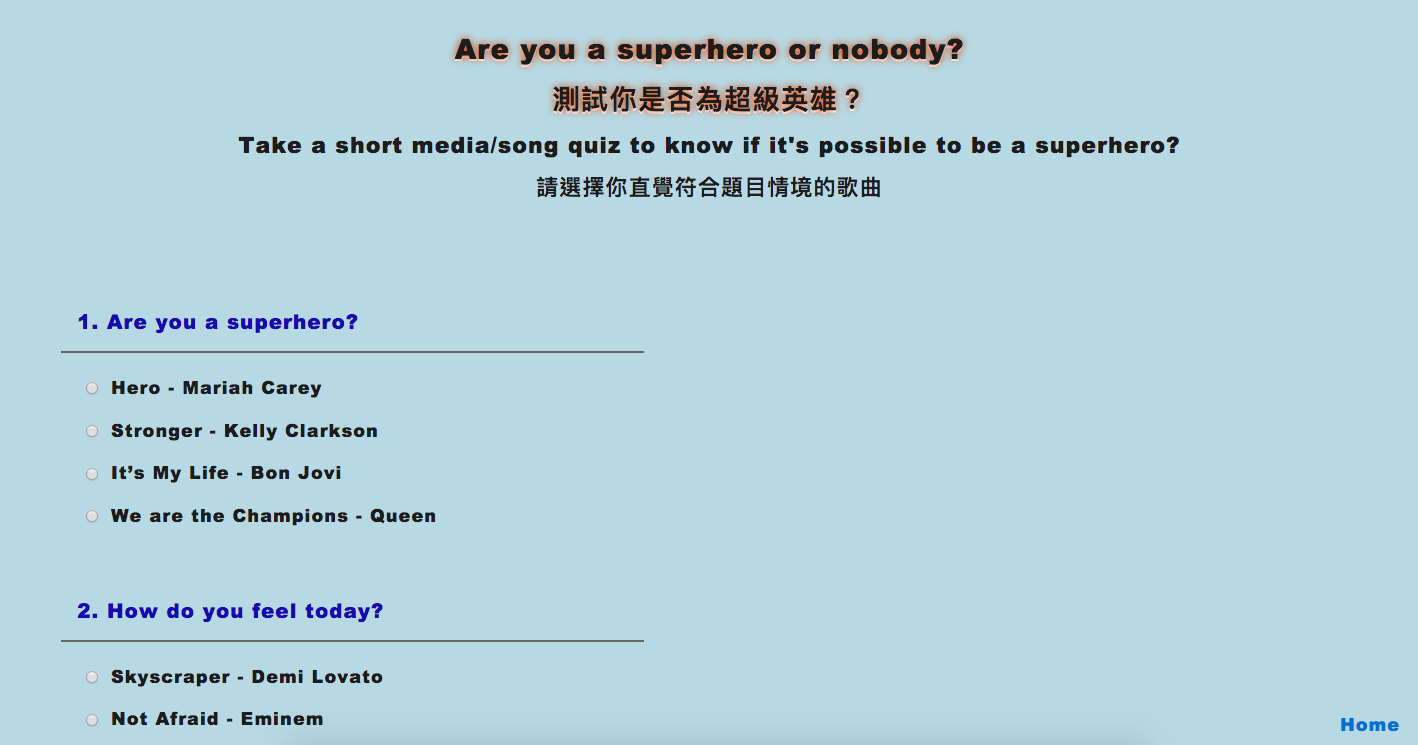 Are you a superhero or nobody?
測試你是否為超級英雄？
Take a short media/song quiz to know if it's possible to be a superhero?
請選擇你直覺符合題目情境的歌曲
1. Are you a superhero?
Hero - Mariah Carey
Stronger - Kelly Clarkson
It’s My Life - Bon Jovi
We are the Champions - Queen
2. How do you feel today?
Skyscraper - Demi Lovato
Not Afraid - Eminem
Home